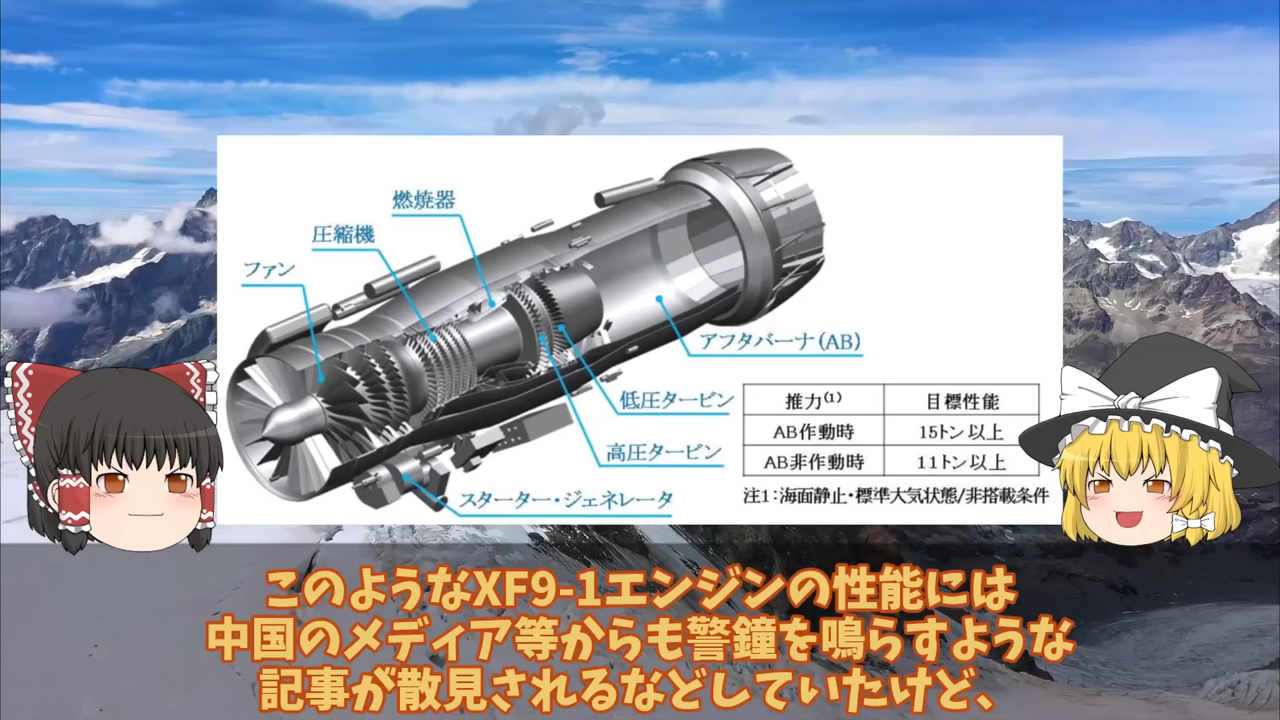 燃焼器
圧縮機
ファン
アフタバーナ(AB)
低圧タービン
高圧タービン
スターター・ジェネレータ
推力(1) 目標性能
AB作動時 15トン以上
AB非作動時 11トン以上
注1:海面静止・標準大気状態/非搭載条件
このようなXF9-1エンジンの性能には
中国のメディア等からも警鐘を鳴らすような
記事が散見されるなどしていたけど、